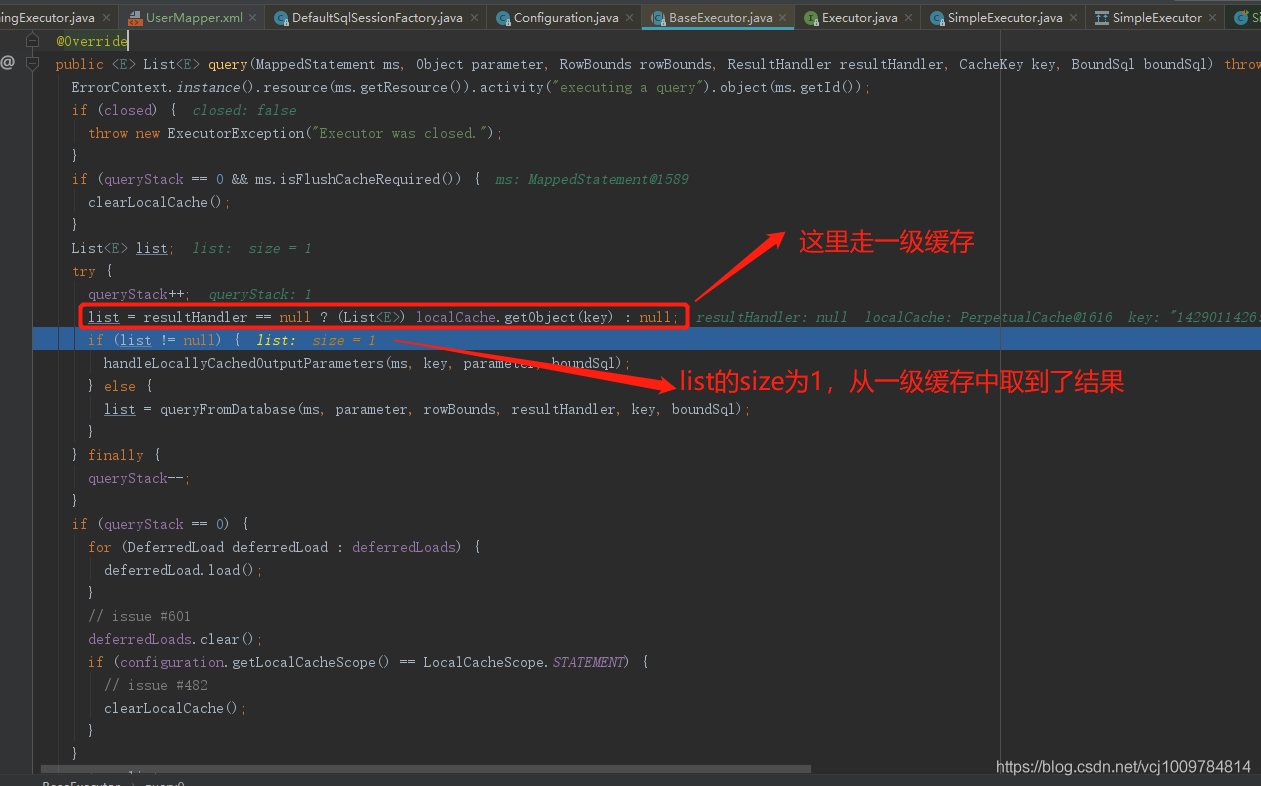 ingExecutor.java × UserMapper.xml × DefaultSqlSessionFactory.java × Configuration.java × BaseExecutor.java × Executor.java × SimpleExecutor.java × SimpleExecutor × Si
@Override
@ public <E> List<E> query(MappedStatement ms, Object parameter, RowBounds rowBounds, ResultHandler resultHandler, CacheKey key, BoundSql boundSql) throw
ErrorContext.instance().resource(ms.getResource()).activity("executing a query").object(ms.getId());
if (closed) { closed: false
throw new ExecutorException("Executor was closed.");
}
if (queryStack == 0 && ms.isFlushCacheRequired()) { ms: MappedStatement@1589
clearLocalCache();
}
这里走一级缓存
List<E> list; list: size = 1
try {
queryStack++; queryStack: 1
list = resultHandler == null ? (List<E>) localCache.getObject(key) : null; resultHandler: null localCache: PerpetualCache@1616 key: "1429011426:
if (list != null) { list: size = 1
handleLocallyCachedOutputParameters(ms, key, parameter, boundSql);
list的size为1，从一级缓存中取到了结果
} else {
list = queryFromDatabase(ms, parameter, rowBounds, resultHandler, key, boundSql);
}
} finally {
queryStack--;
}
if (queryStack == 0) {
for (DeferredLoad deferredLoad : deferredLoads) {
deferredLoad.load();
}
// issue #601
deferredLoads.clear();
if (configuration.getLocalCacheScope() == LocalCacheScope.STATEMENT) {
// issue #482
clearLocalCache();
}
}
https://blog.csdn.net/vcj1009784814